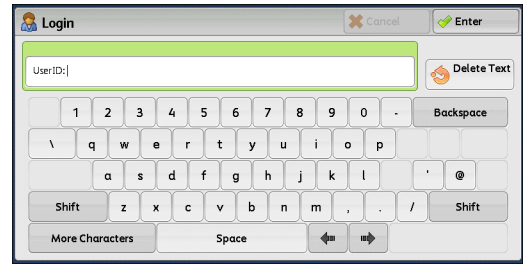 Login
Cancel
Enter
UserID:
Delete Text
1 2 3 4 5 6 7 8 9 0 - Backspace
\ q w e r t y u i o p
a s d f g h j k l ' @
Shift z x c v b n m , . / Shift
More Characters Space